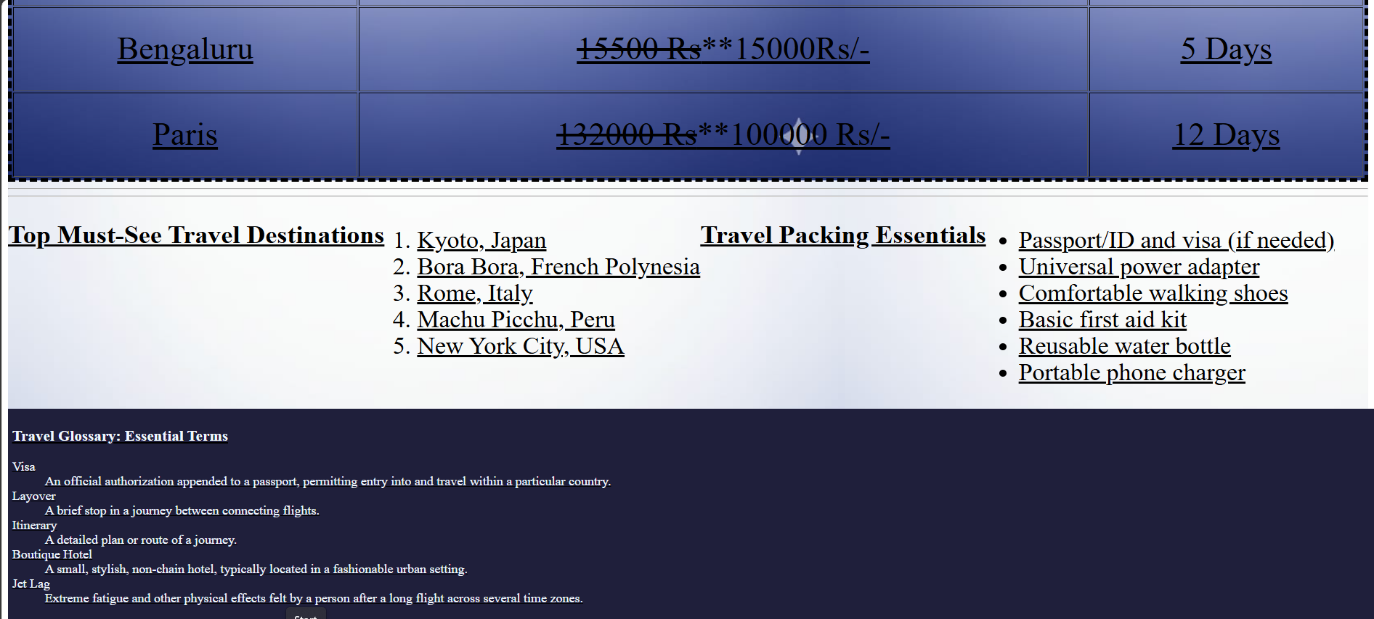 Bengaluru 15500 Rs**15000Rs/- 5 Days
Paris 132000 Rs**100000 Rs/- 12 Days
Top Must-See Travel Destinations
1. Kyoto, Japan
2. Bora Bora, French Polynesia
3. Rome, Italy
4. Machu Picchu, Peru
5. New York City, USA
Travel Packing Essentials
• Passport/ID and visa (if needed)
• Universal power adapter
• Comfortable walking shoes
• Basic first aid kit
• Reusable water bottle
• Portable phone charger
Travel Glossary: Essential Terms
Visa
An official authorization appended to a passport, permitting entry into and travel within a particular country.
Layover
A brief stop in a journey between connecting flights.
Itinerary
A detailed plan or route of a journey.
Boutique Hotel
A small, stylish, non-chain hotel, typically located in a fashionable urban setting.
Jet Lag
Extreme fatigue and other physical effects felt by a person after a long flight across several time zones.
Start